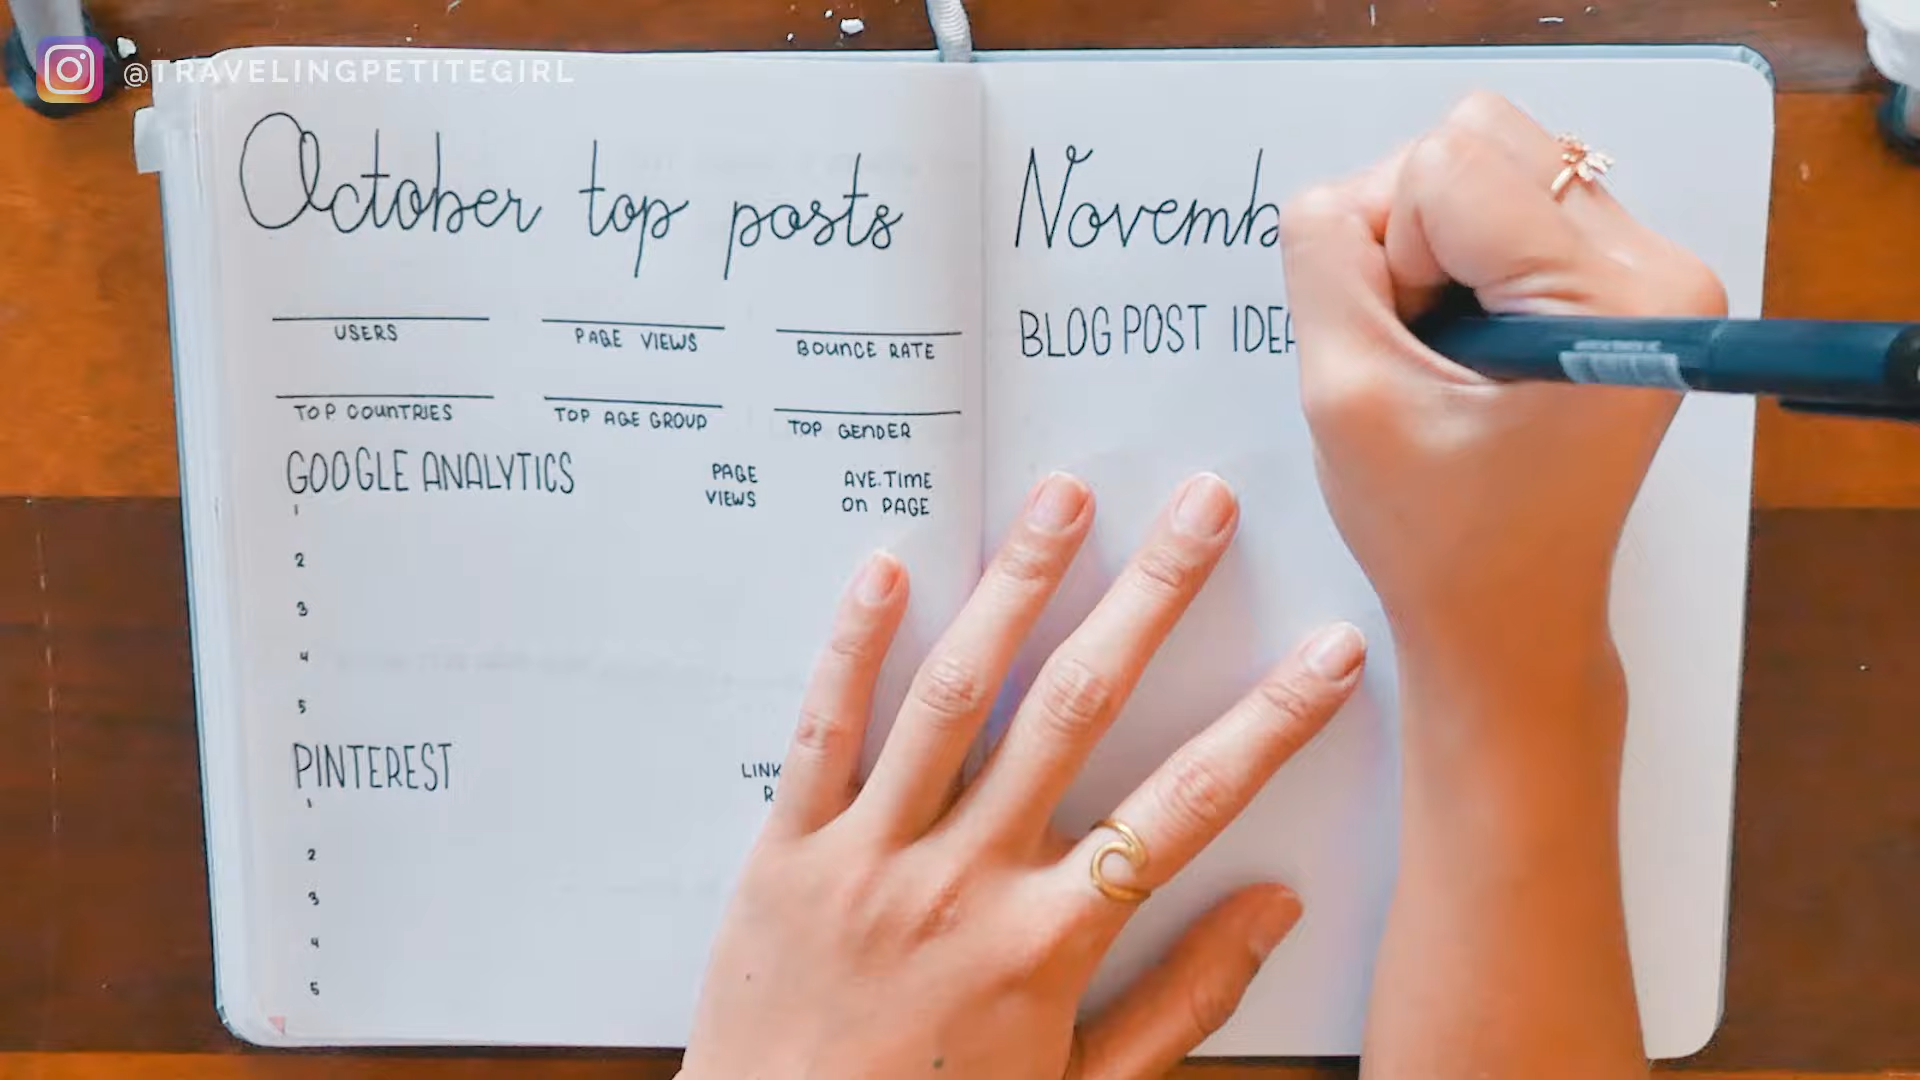 @TRAVELINGPETITEGIRL
October top posts
USERS
PAGE VIEWS
BOUNCE RATE
TOP COUNTRIES
TOP AGE GROUP
TOP GENDER
GOOGLE ANALYTICS
PAGE
VIEWS
AVE.TIME
ON PAGE
1
2
3
4
5
PINTEREST
LINK
R
1
2
3
4
5
Novemb
BLOG POST IDEA